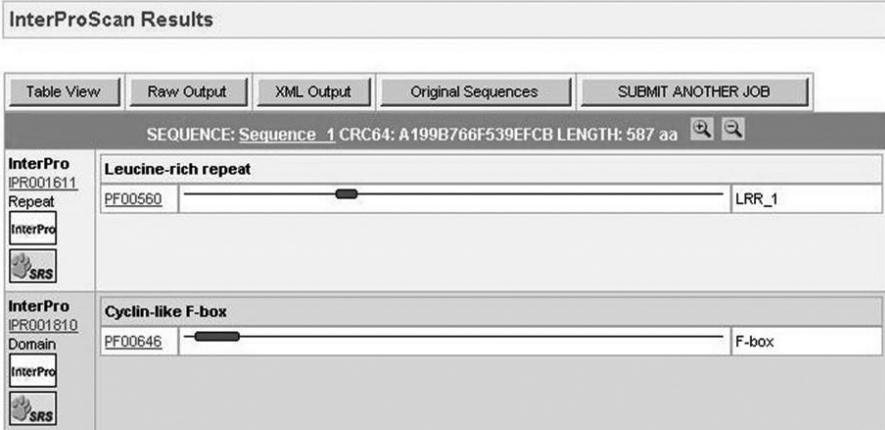 InterProScan Results
Table View Raw Output XML Output Original Sequences SUBMIT ANOTHER JOB
SEQUENCE: Sequence_1 CRC64: A199B766F539EFCB LENGTH: 587 aa
InterPro
IPR001611
Repeat
InterPro
SRS
Leucine-rich repeat
PF00560 LRR_1
InterPro
IPR001810
Domain
InterPro
SRS
Cyclin-like F-box
PF00646 F-box